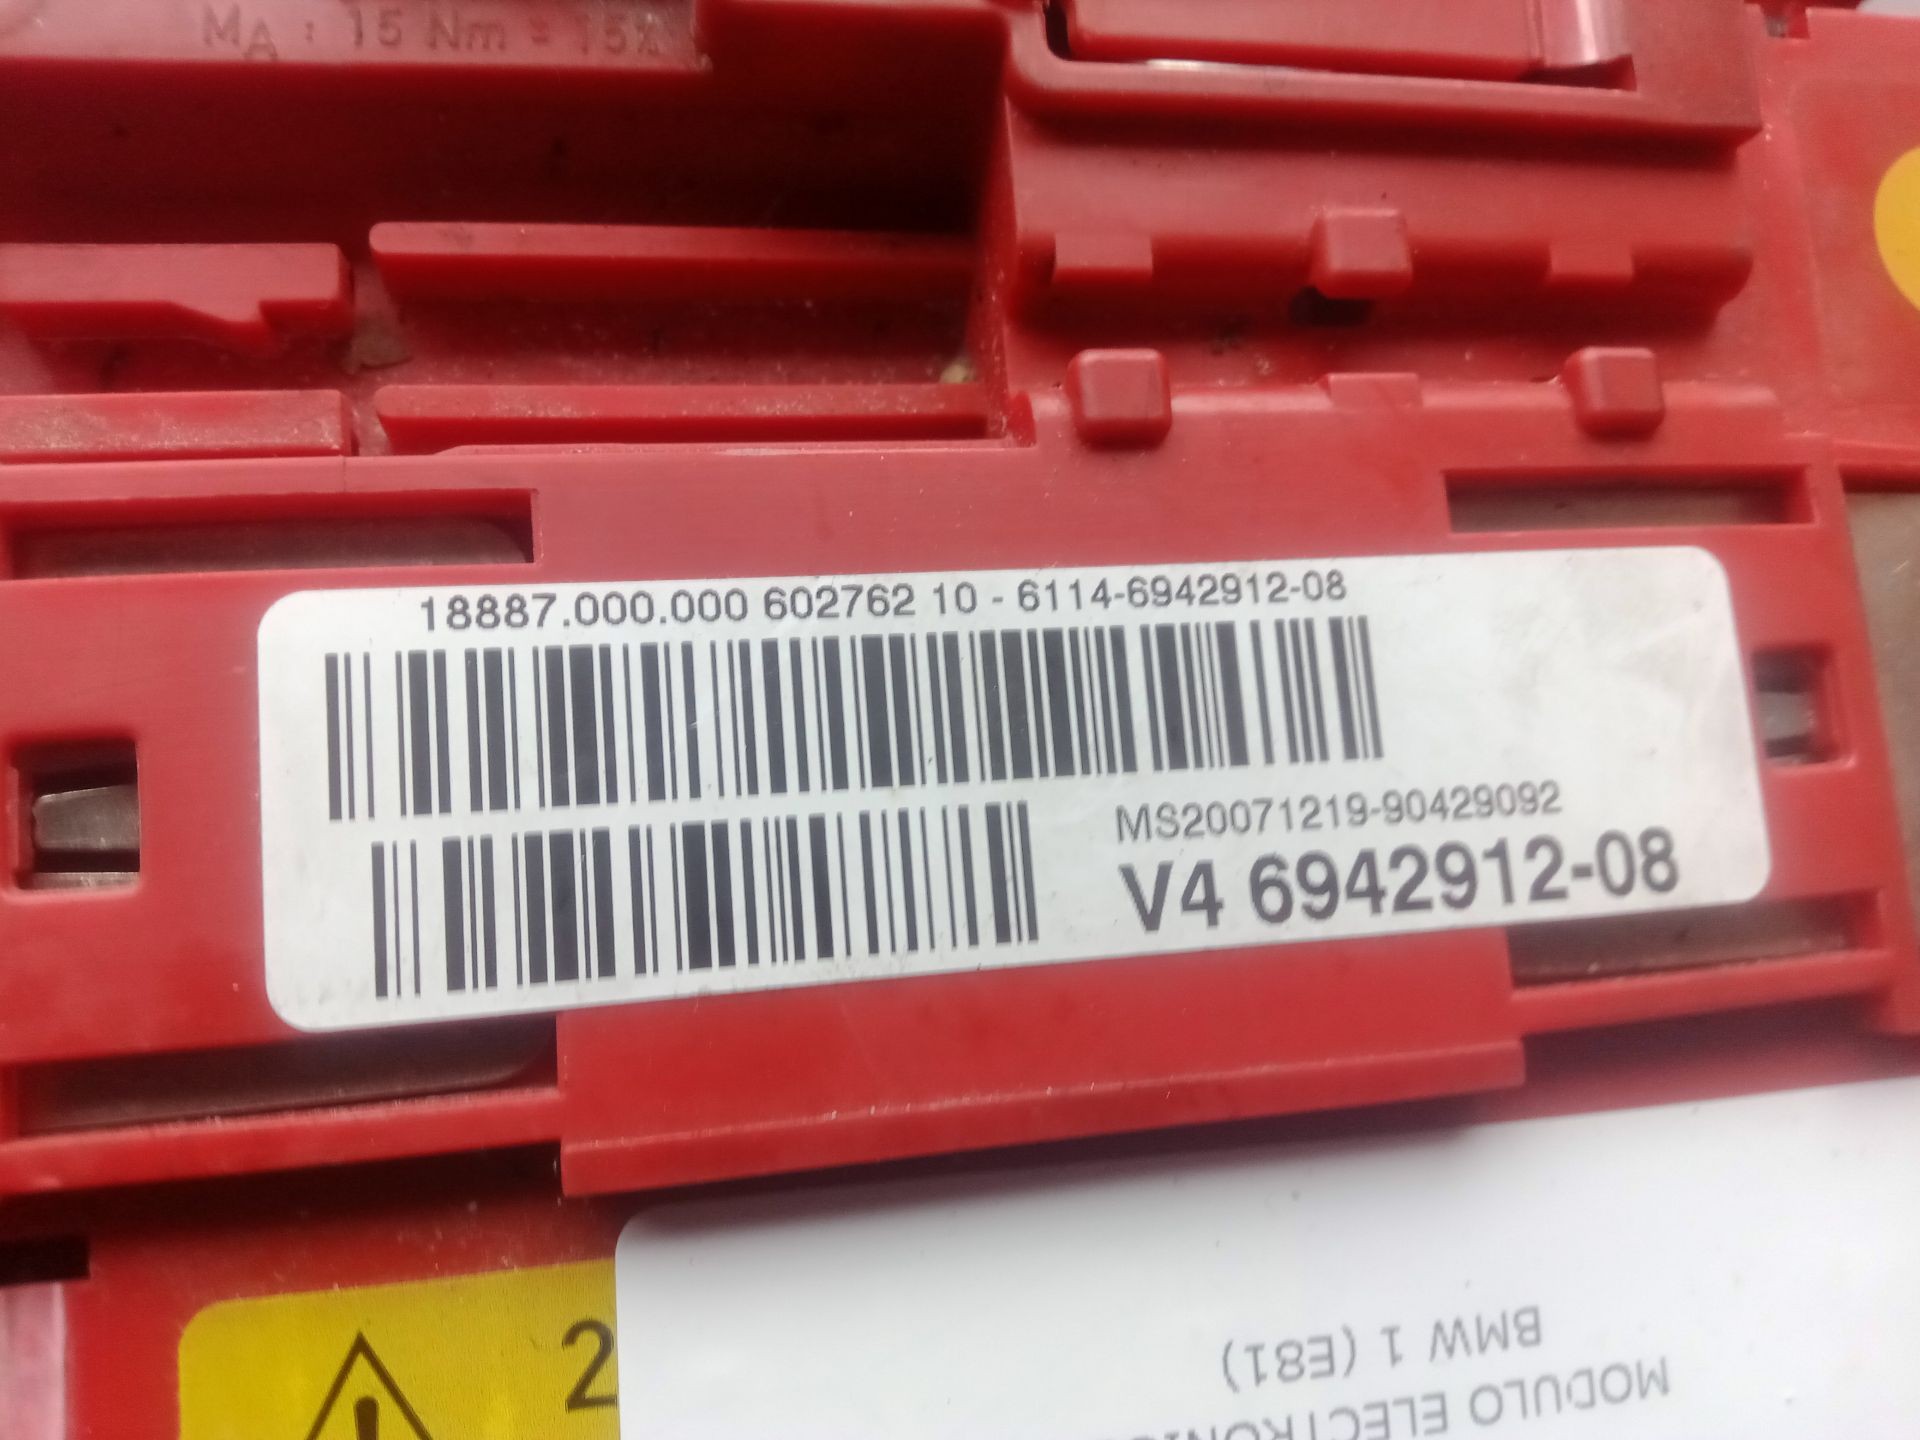 MA : 15 Nm = 15%
18887.000.000 602762 10 - 6114-6942912-08
MS20071219-90429092
V4 6942912-08
2
MODULO
BMW 1 (E81)